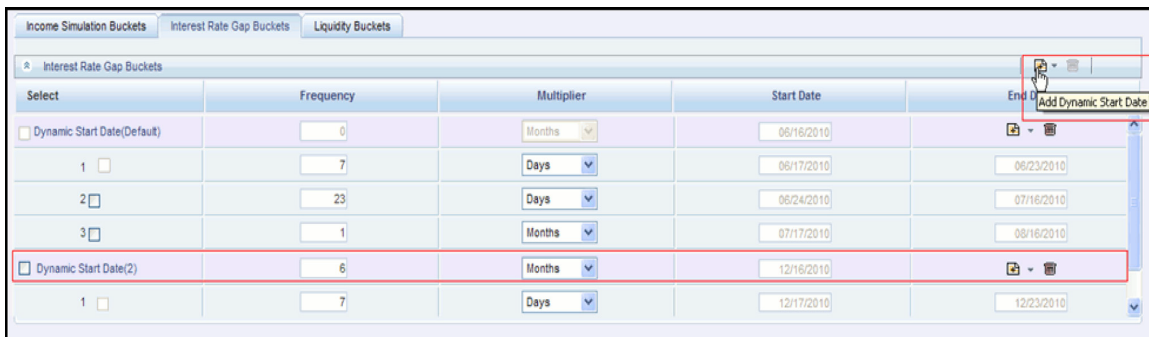 Income Simulation Buckets Interest Rate Gap Buckets Liquidity Buckets
Interest Rate Gap Buckets
Select Frequency Multiplier Start Date End D
Add Dynamic Start Date
Dynamic Start Date(Default) 0 Months 06/16/2010
1 7 Days 06/17/2010 06/23/2010
2 23 Days 06/24/2010 07/16/2010
3 1 Months 07/17/2010 08/16/2010
Dynamic Start Date(2) 6 Months 12/16/2010
1 7 Days 12/17/2010 12/23/2010